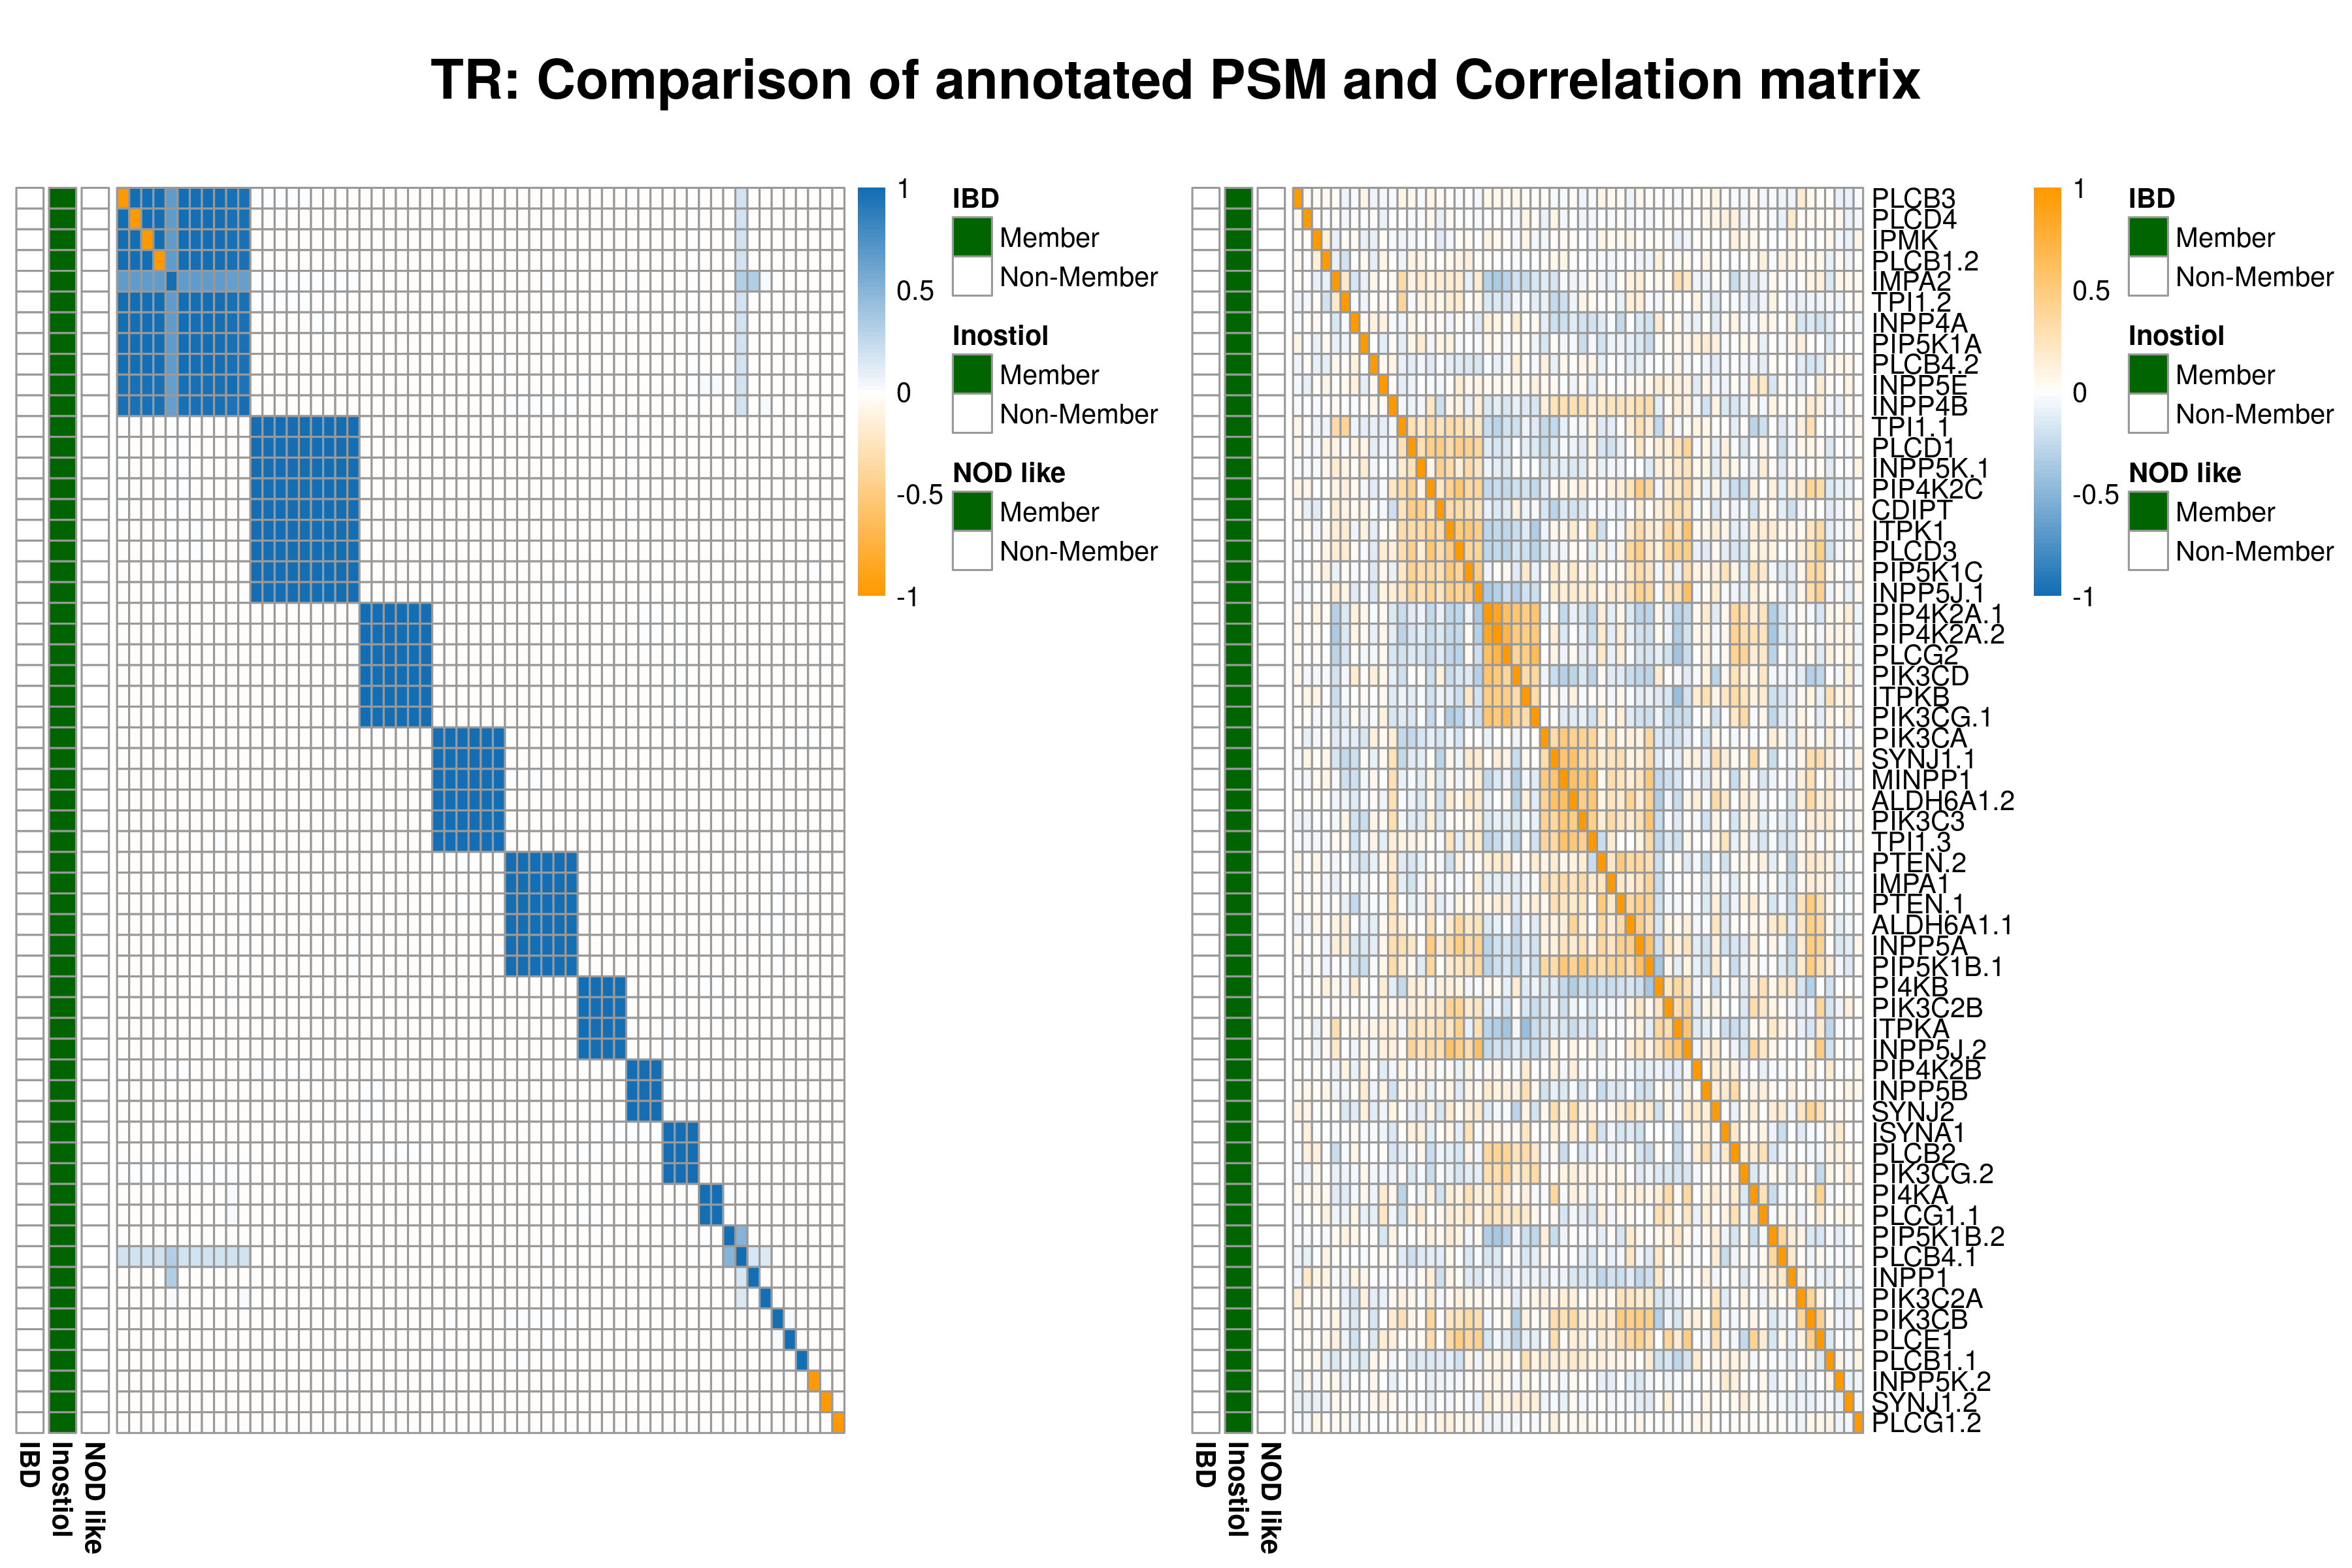 TR: Comparison of annotated PSM and Correlation matrix
1
0.5
0
-0.5
-1
IBD
Member
Non-Member
Inostiol
Member
Non-Member
NOD like
Member
Non-Member
IBD
Inostiol
NOD like
PLCB3
PLCD4
IPMK
PLCB1.2
IMPA2
TPI1.2
INPP4A
PIP5K1A
PLCB4.2
INPP5E
INPP4B
TPI1.1
PLCD1
INPP5K.1
PIP4K2C
CDIPT
ITPK1
PLCD3
PIP5K1C
INPP5J.1
PIP4K2A.1
PIP4K2A.2
PLCG2
PIK3CD
ITPKB
PIK3CG.1
PIK3CA
SYNJ1.1
MINPP1
ALDH6A1.2
PIK3C3
TPI1.3
PTEN.2
IMPA1
PTEN.1
ALDH6A1.1
INPP5A
PIP5K1B.1
PI4KB
PIK3C2B
ITPKA
INPP5J.2
PIP4K2B
INPP5B
SYNJ2
ISYNA1
PLCB2
PIK3CG.2
PI4KA
PLCG1.1
PIP5K1B.2
PLCB4.1
INPP1
PIK3C2A
PIK3CB
PLCE1
PLCB1.1
INPP5K.2
SYNJ1.2
PLCG1.2
1
0.5
0
-0.5
-1
IBD
Member
Non-Member
Inostiol
Member
Non-Member
NOD like
Member
Non-Member
IBD
Inostiol
NOD like